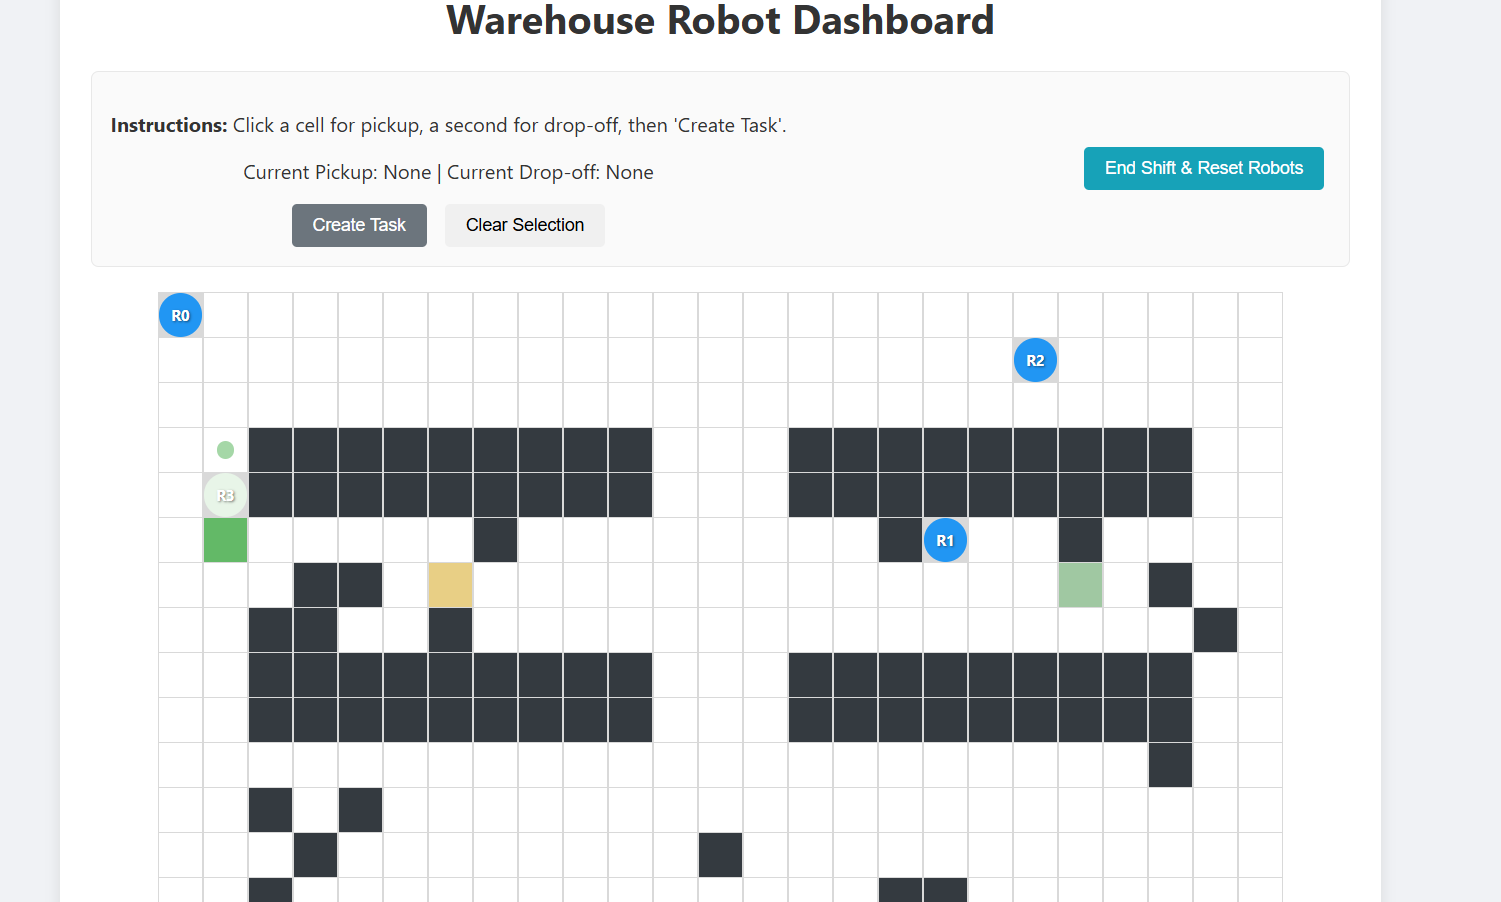 Warehouse Robot Dashboard
Instructions: Click a cell for pickup, a second for drop-off, then 'Create Task'.
Current Pickup: None | Current Drop-off: None
End Shift & Reset Robots
Create Task
Clear Selection
R0
R2
R3
R1